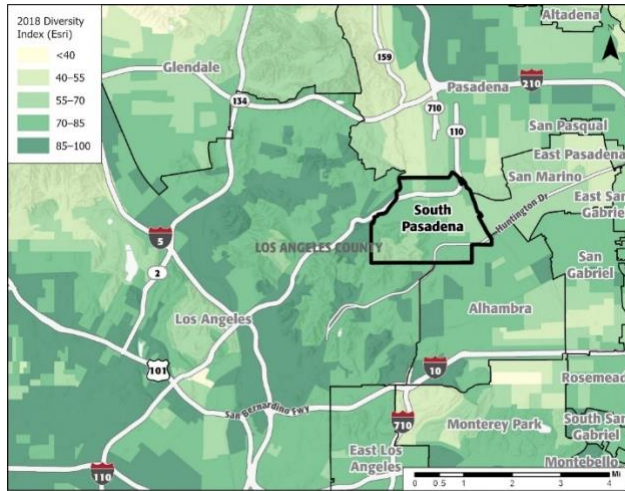 2018 Diversity
Index (Esri)
<40
40-55
55-70
70-85
85-100
Altadena
N
Glendale
159
134
Pasadena
210
710
110
San Pasqual
East Pasadena
San Marino
South
Pasadena
Huntington Dr
East San
Gabriel
5
LOS ANGELES COUNTY
2
San
Gabriel
Los Angeles
Alhambra
101
10
Rosemead
San Bernardino Fwy
710
Monterey Park
South San
Gabriel
East Los
Angeles
Montebello
110
Mi
0 0.5 1 2 3 4